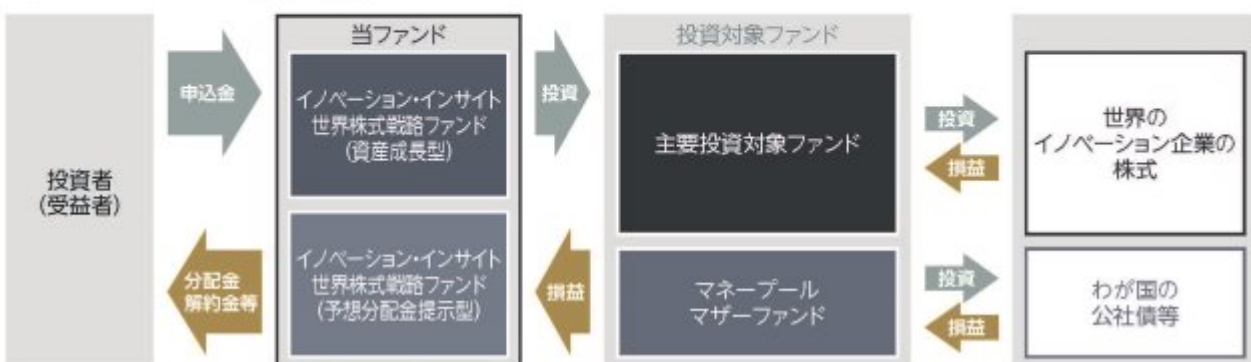 投資者
(受益者)
申込金
分配金
解約金等
当ファンド
イノベーション・インサイト
世界株式戦略ファンド
(資産成長型)
イノベーション・インサイト
世界株式戦略ファンド
(予想分配金提示型)
投資
損益
投資対象ファンド
主要投資対象ファンド
マネープール
マザーファンド
投資
損益
投資
損益
世界の
イノベーション企業の
株式
わが国の
公社債等